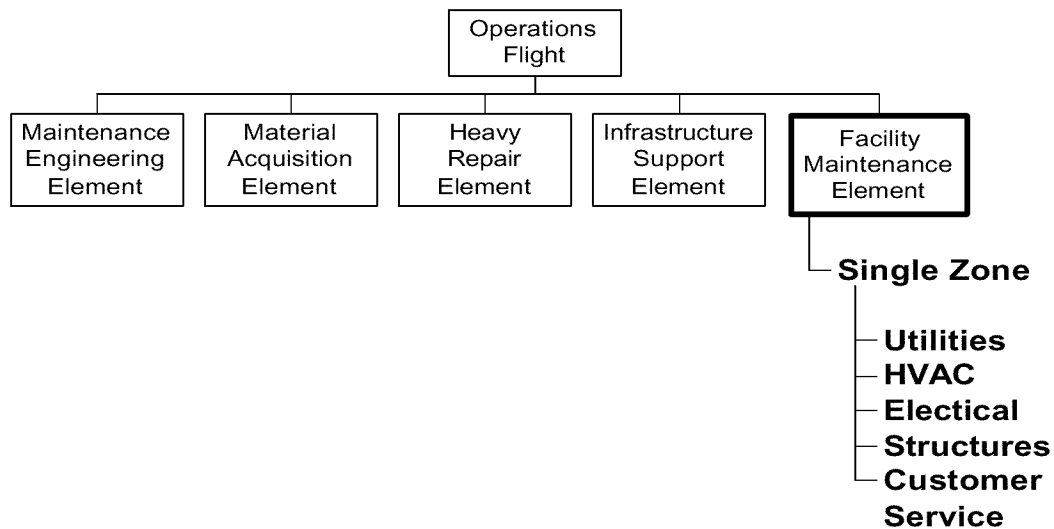 Operations
Flight
Maintenance
Engineering
Element
Material
Acquisition
Element
Heavy
Repair
Element
Infrastructure
Support
Element
Facility
Maintenance
Element
Single Zone
Utilities
HVAC
Electical
Structures
Customer
Service